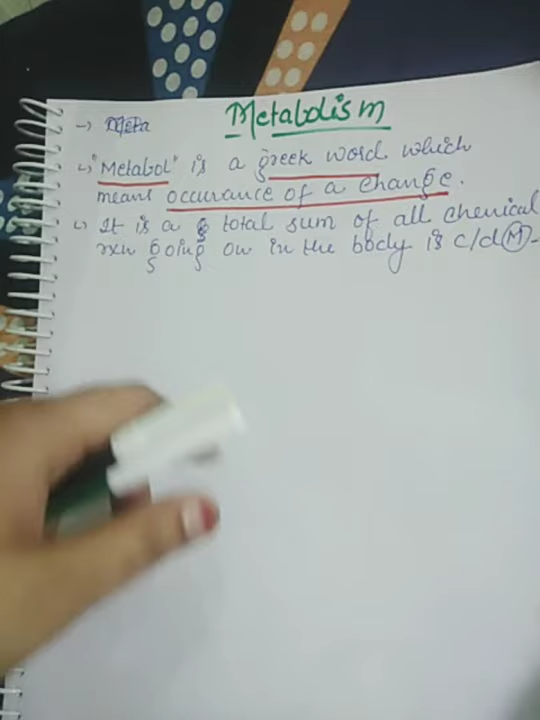 Metabolism
"Metabol" is a greek word which
means occurance of a change.
It is a total sum of all chemical
rxn going on in the body is c/d (M)-